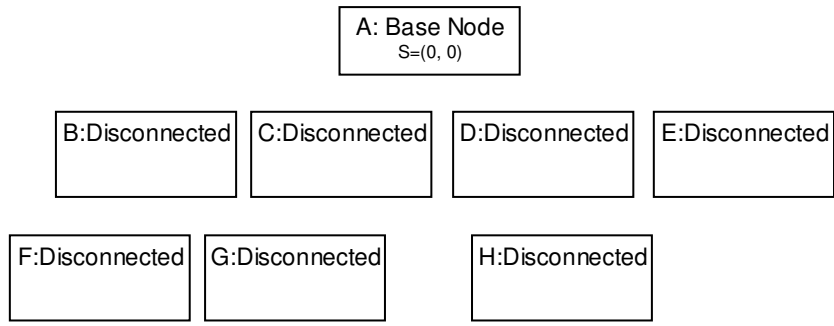 A: Base Node
S=(0, 0)
B:Disconnected
C:Disconnected
D:Disconnected
E:Disconnected
F:Disconnected
G:Disconnected
H:Disconnected